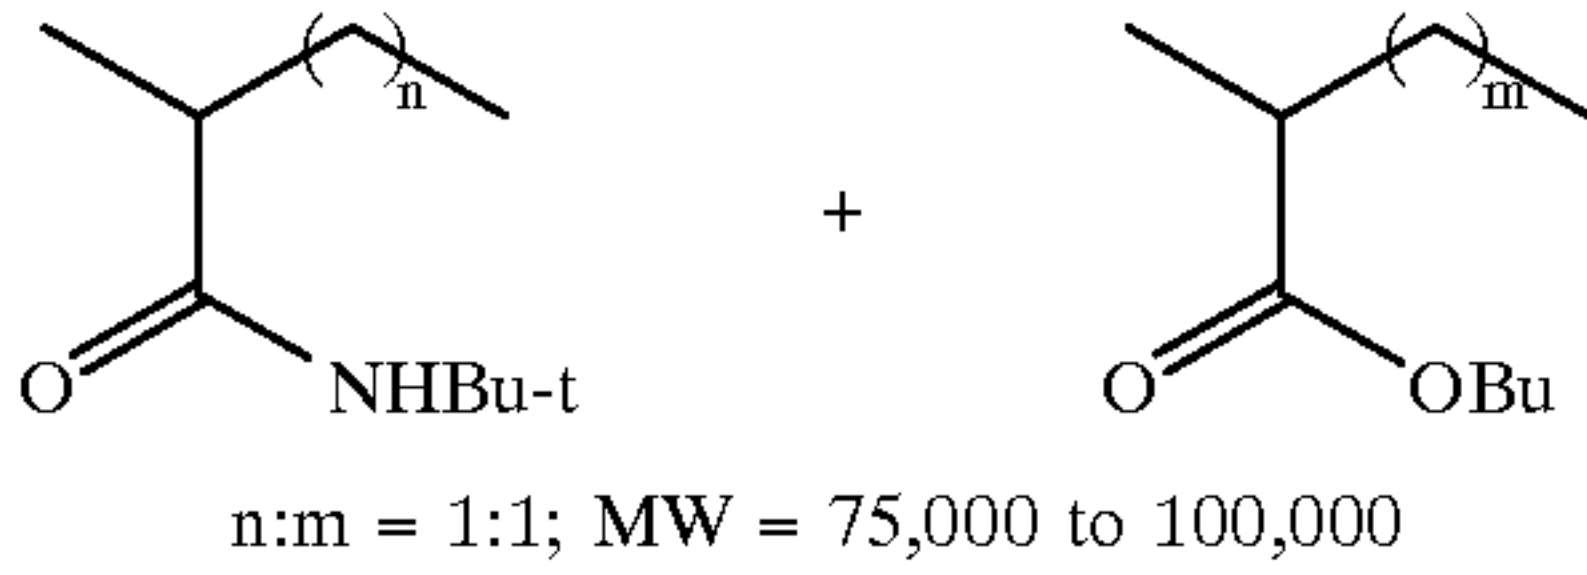 n
m
+
O
NHBu-t
O
OBu
n:m = 1:1; MW = 75,000 to 100,000